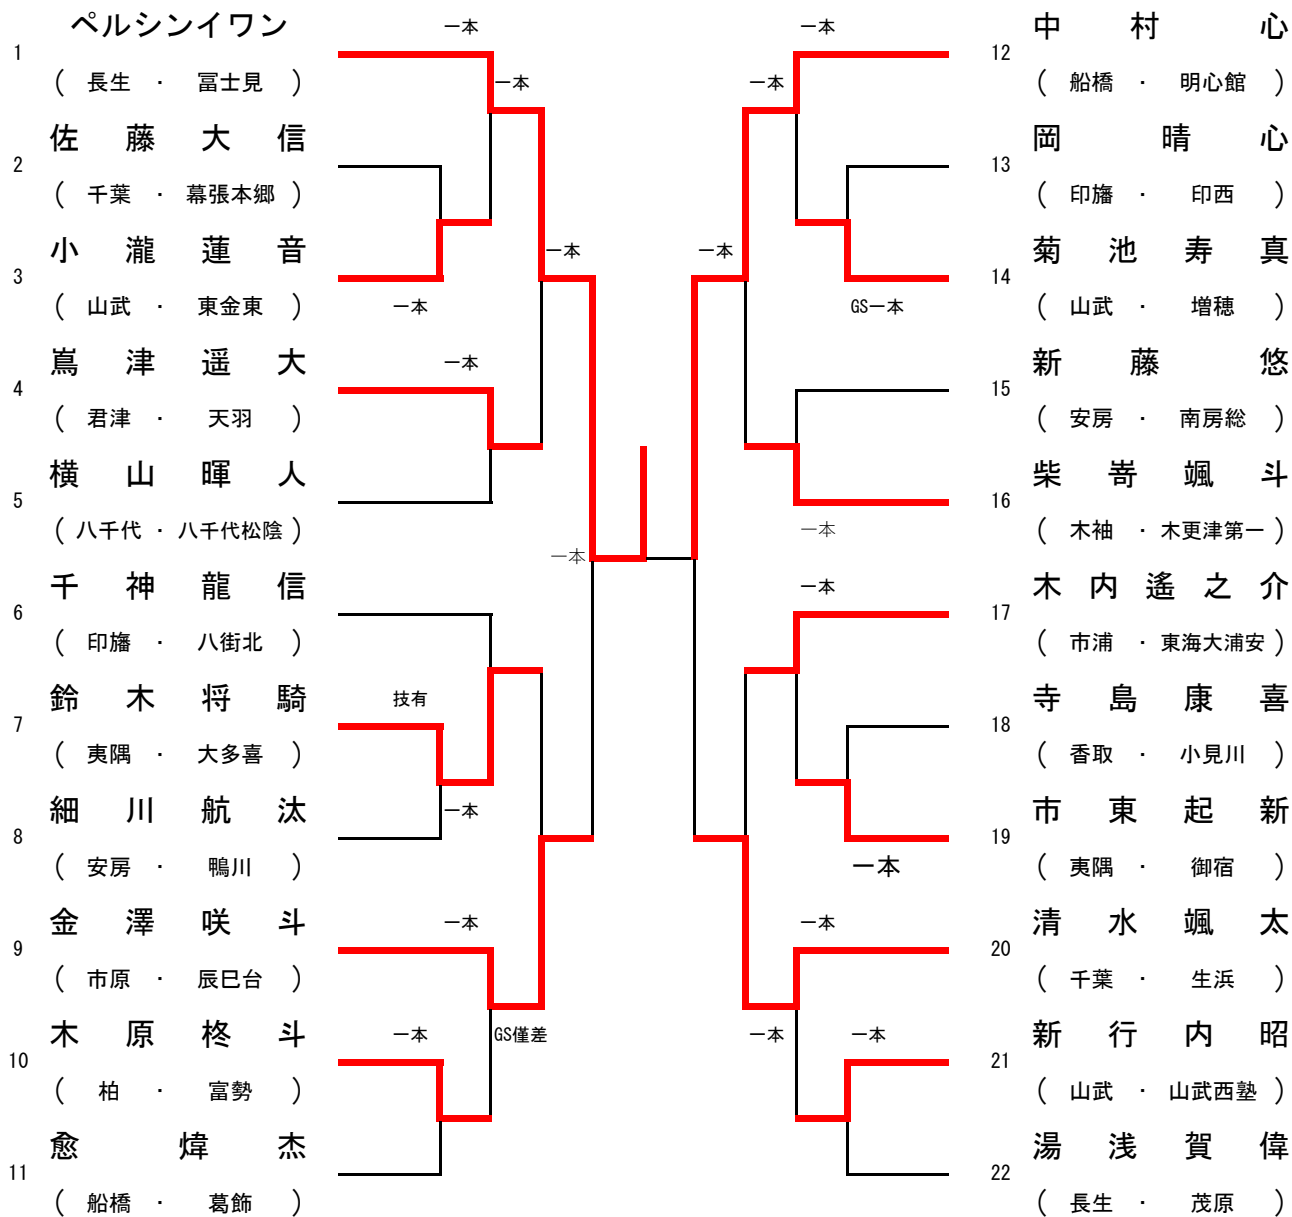 ペルシンイワン 一本
1
( 長生 ・ 冨士見 )
一本
佐藤大信
2
( 千葉 ・ 幕張本郷 )
小瀧蓮音 一本
3
( 山武 ・ 東金東 ) 一本
嶌津遥大 一本
4
( 君津 ・ 天羽 )
横山暉人
5
( 八千代 ・ 八千代松陰 )
一本
千神龍信
6
( 印旛 ・ 八街北 )
鈴木将騎 技有
7
( 夷隅 ・ 大多喜 )
細川航汰 一本
8
( 安房 ・ 鴨川 )
金澤咲斗 一本
9
( 市原 ・ 辰巳台 )
木原柊斗 一本 GS僅差
10
( 柏 ・ 富勢 )
愈煒杰
11
( 船橋 ・ 葛飾 )
一本 中村心
12
一本 ( 船橋 ・ 明心館 )
岡晴心
13
( 印旛 ・ 印西 )
一本 菊池寿真
14
GS一本 ( 山武 ・ 増穂 )
新藤悠
15
( 安房 ・ 南房総 )
柴嵜颯斗
16
一本 ( 木袖 ・ 木更津第一 )
一本 木内遙之介
17
( 市浦 ・ 東海大浦安 )
寺島康喜
18
( 香取 ・ 小見川 )
市東起新
19
一本 ( 夷隅 ・ 御宿 )
一本 清水颯太
20
( 千葉 ・ 生浜 )
一本 一本 新行内昭
21
( 山武 ・ 山武西塾 )
湯浅賀偉
22
( 長生 ・ 茂原 )